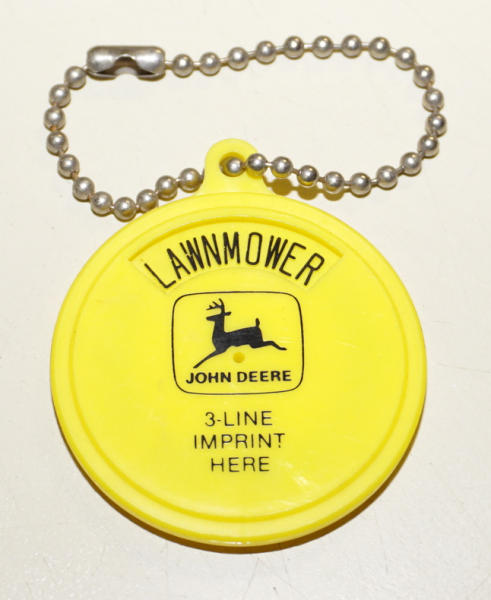 LAWNMOWER
JOHN DEERE
3-LINE
IMPRINT
HERE